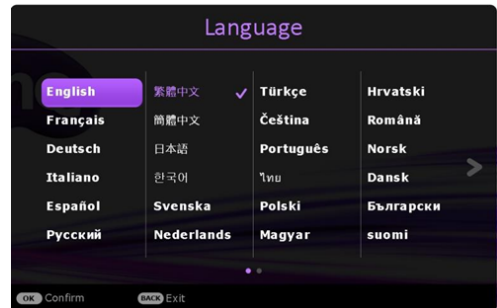 Language
English
Français
Deutsch
Italiano
Español
Русский
繁體中文
簡體中文
日本語
한국어
Svenska
Nederlands
Türkçe
Čeština
Português
ไทย
Polski
Magyar
Hrvatski
Română
Norsk
Dansk
Български
suomi
OK Confirm
BACK Exit